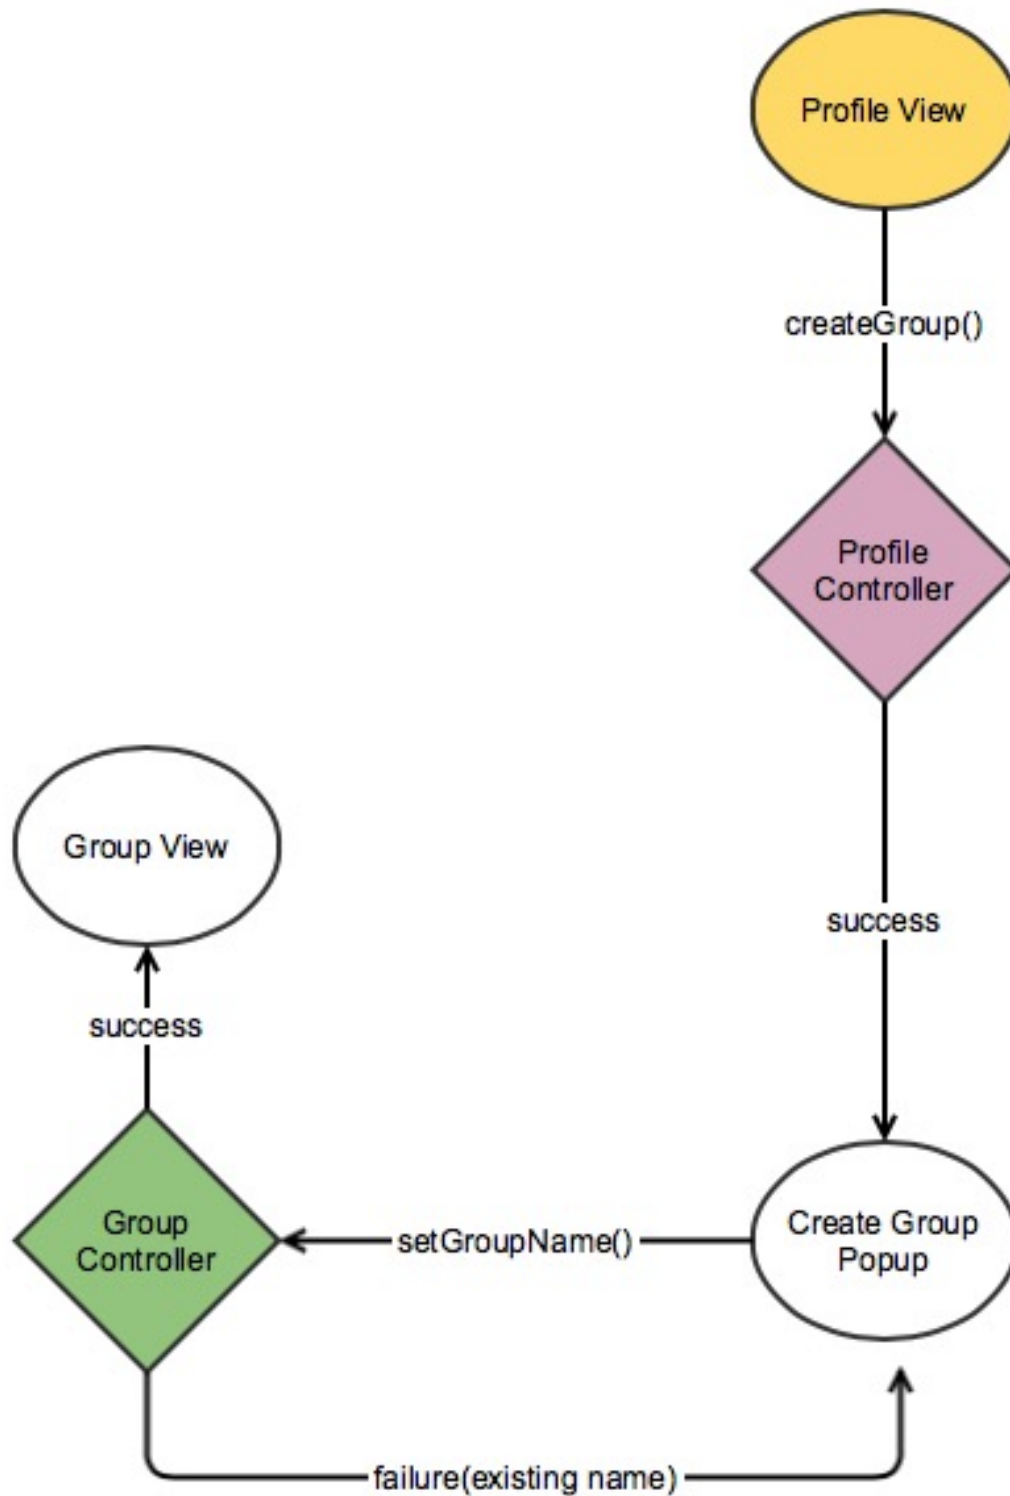 Profile View
createGroup()
Profile
Controller
success
Group View
success
Group
Controller
setGroupName()
Create Group
Popup
failure(existing name)